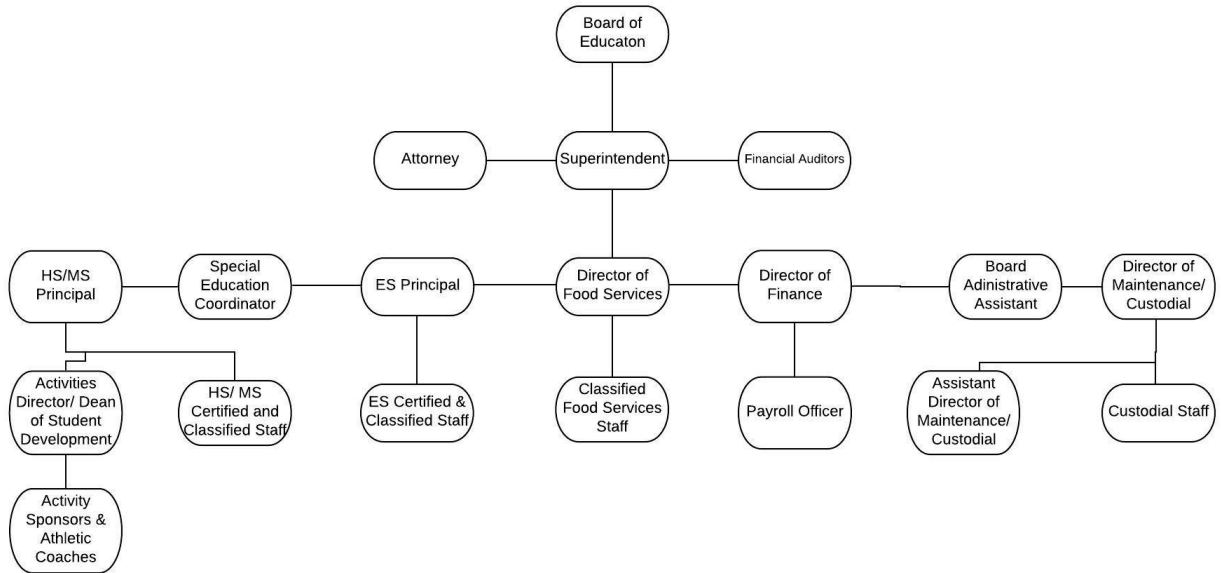 Board of
Educaton
Attorney
Superintendent
Financial Auditors
HS/MS
Principal
Special
Education
Coordinator
ES Principal
Director of
Food Services
Director of
Finance
Board
Adinistrative
Assistant
Director of
Maintenance/
Custodial
Activities
Director/ Dean
of Student
Development
HS/ MS
Certified and
Classified Staff
ES Certified &
Classified Staff
Classified
Food Services
Staff
Payroll Officer
Assistant
Director of
Maintenance/
Custodial
Custodial Staff
Activity
Sponsors &
Athletic
Coaches